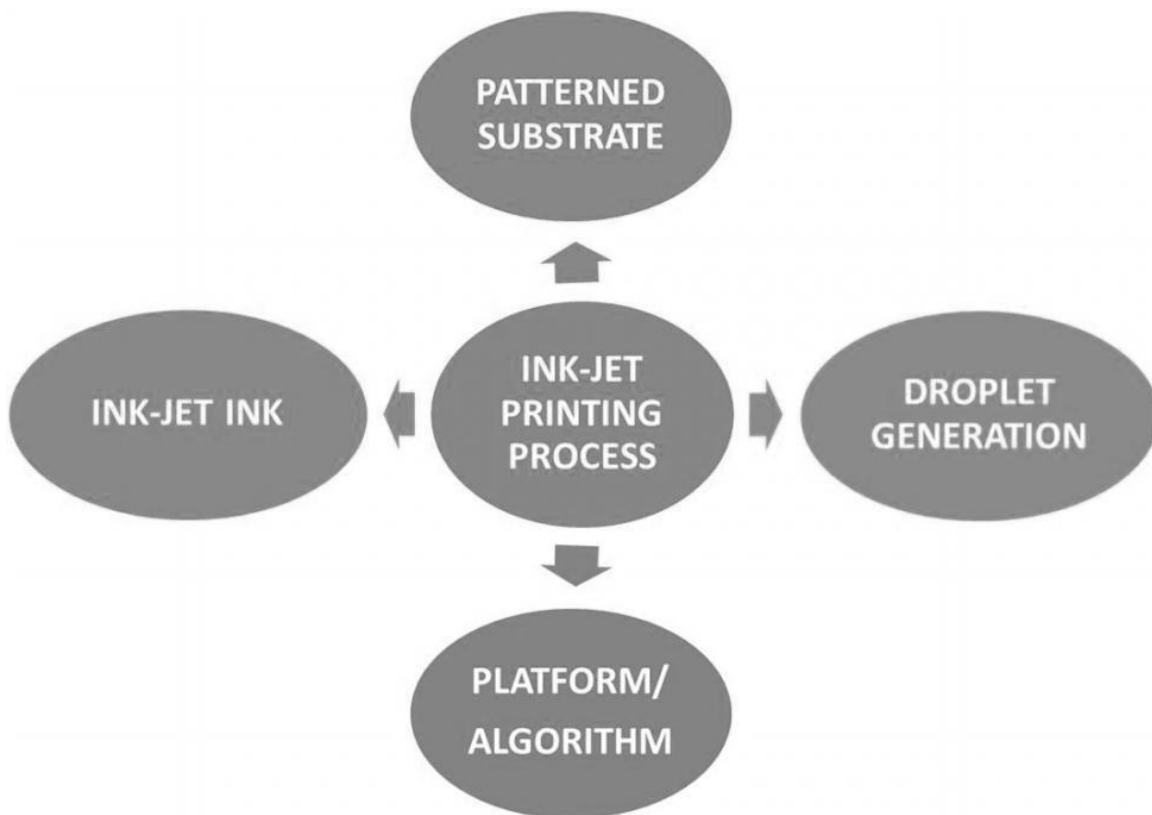 PATTERNED
SUBSTRATE
INK-JET INK
INK-JET
PRINTING
PROCESS
DROPLET
GENERATION
PLATFORM/
ALGORITHM